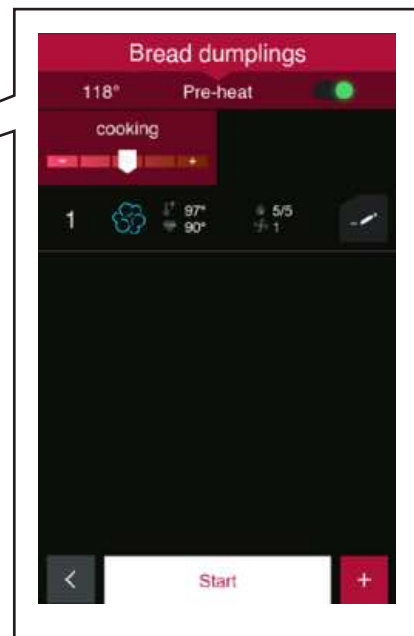 Bread dumplings
118° Pre-heat
cooking
- +
1 97° 5/5
90° 1
Start
+